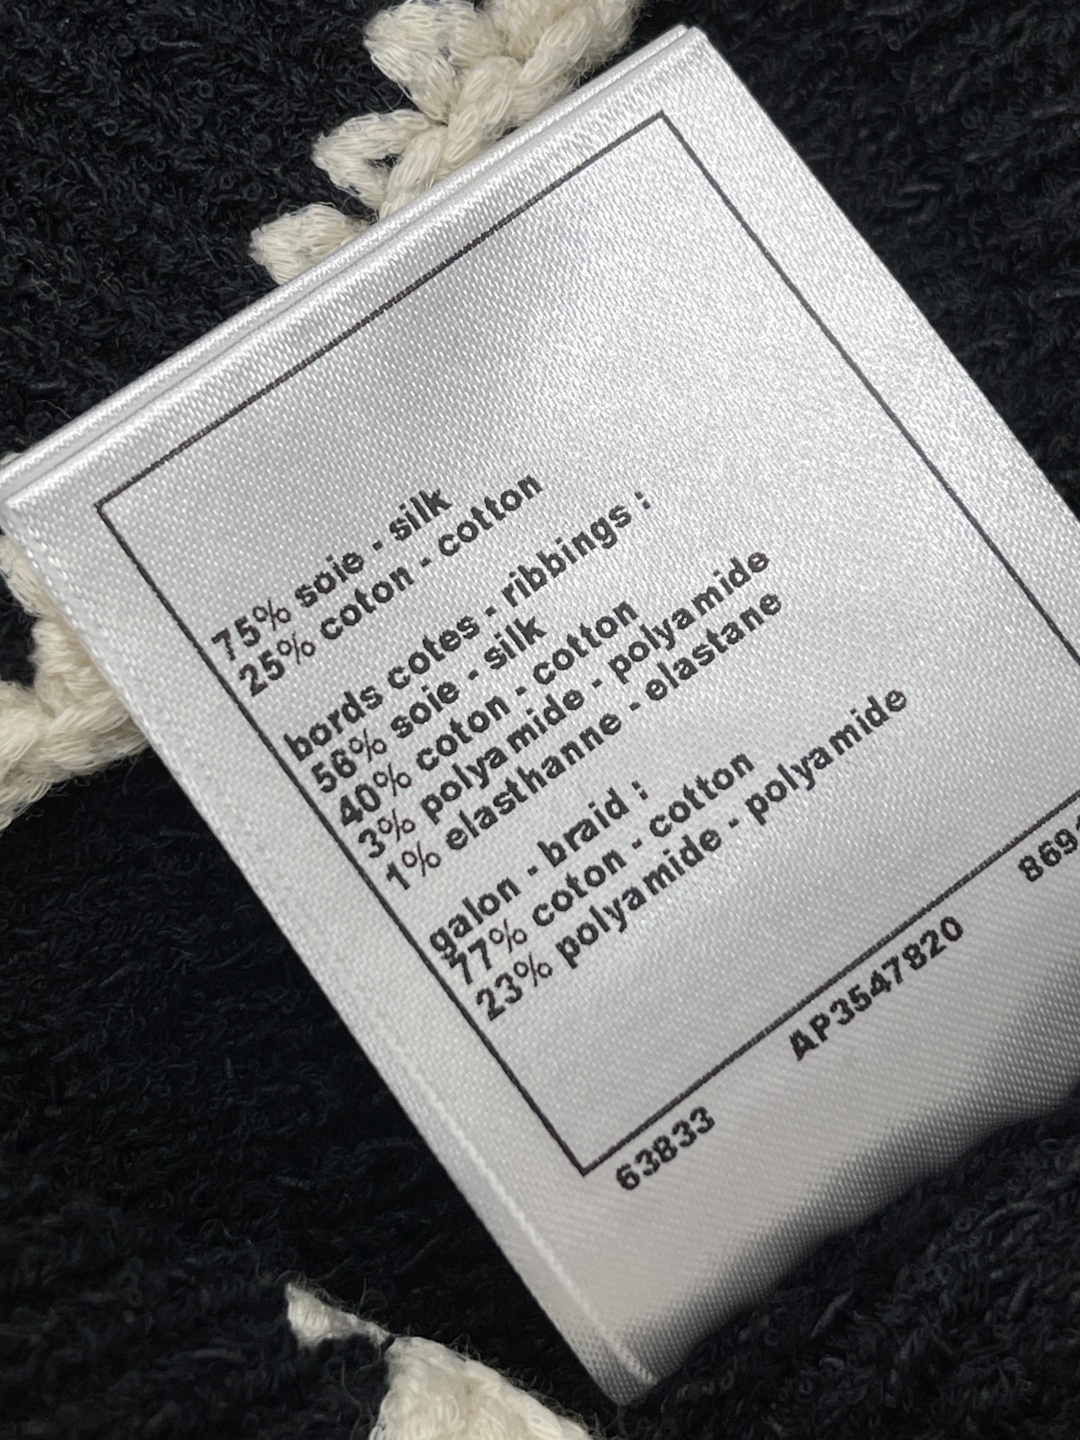 75% soie - silk
25% coton - cotton
bords cotes - ribbings :
56% soie - silk
40% coton - cotton
3% polyamide - polyamide
1% elasthanne - elastane
galon - braid :
77% coton - cotton
23% polyamide - polyamide
63833 AP3547820